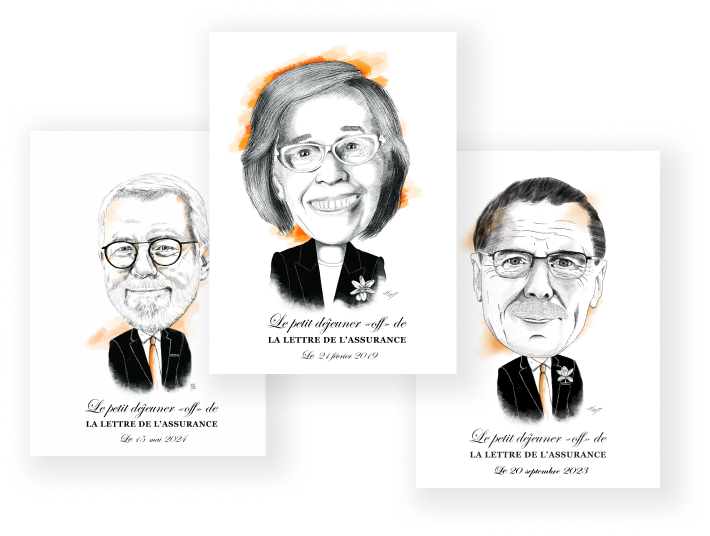 Le petit déjeuner «off» de
LA LETTRE DE L'ASSURANCE
Le 21 février 2019
Le petit déjeuner «off» de
LA LETTRE DE L'ASSURANCE
Le 15 mai 2024
Le petit déjeuner «off» de
LA LETTRE DE L'ASSURANCE
Le 20 septembre 2023